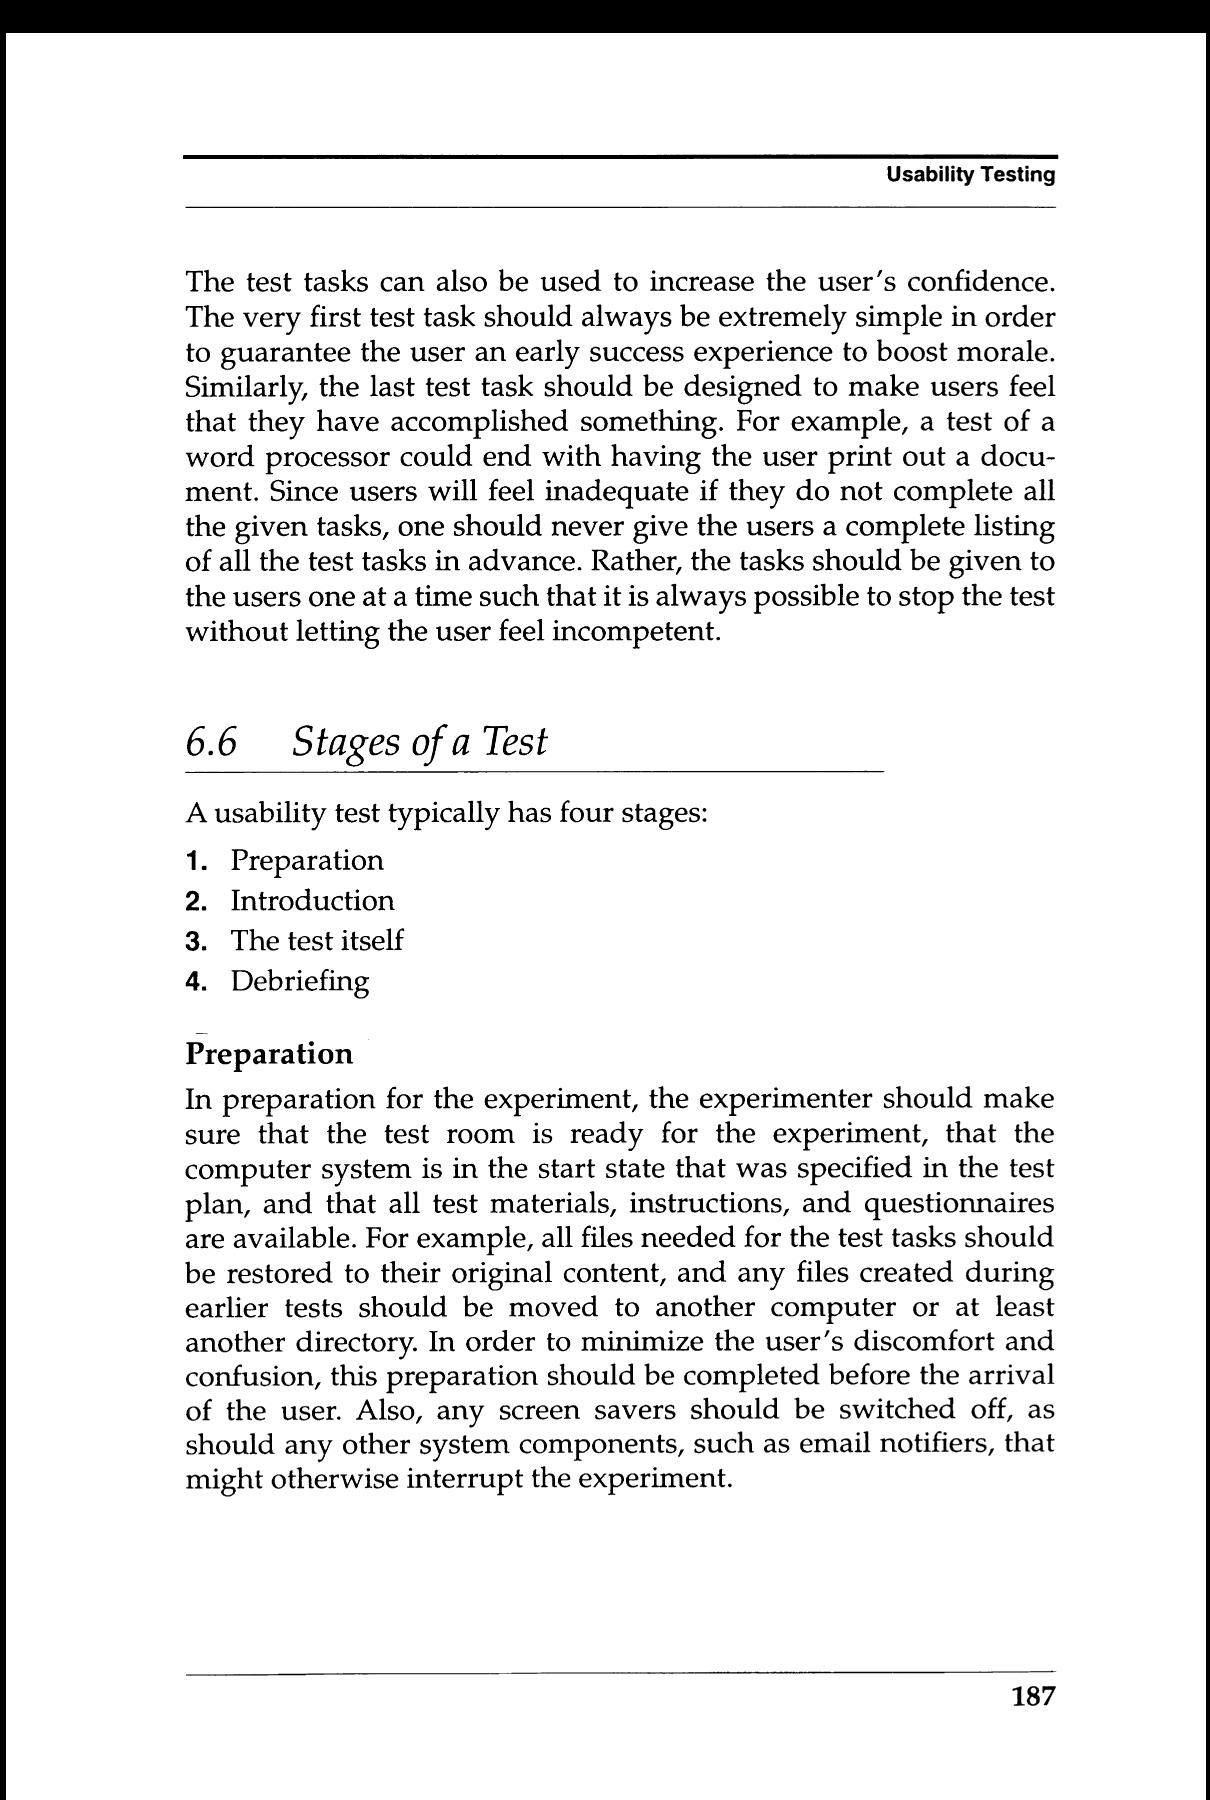 Usability Testing
The test tasks can also be used to increase the user's confidence.
The very first test task should always be extremely simple in order
to guarantee the user an early success experience to boost morale.
Similarly, the last test task should be designed to make users feel
that they have accomplished something. For example, a test of a
word processor could end with having the user print out a docu-
ment. Since users will feel inadequate if they do not complete all
the given tasks, one should never give the users a complete listing
of all the test tasks in advance. Rather, the tasks should be given to
the users one at a time such that it is always possible to stop the test
without letting the user feel incompetent.
6.6 Stages of a Test
A usability test typically has four stages:
1. Preparation
2. Introduction
3. The test itself
4. Debriefing
Preparation
In preparation for the experiment, the experimenter should make
sure that the test room is ready for the experiment, that the
computer system is in the start state that was specified in the test
plan, and that all test materials, instructions, and questionnaires
are available. For example, all files needed for the test tasks should
be restored to their original content, and any files created during
earlier tests should be moved to another computer or at least
another directory. In order to minimize the user's discomfort and
confusion, this preparation should be completed before the arrival
of the user. Also, any screen savers should be switched off, as
should any other system components, such as email notifiers, that
might otherwise interrupt the experiment.
187